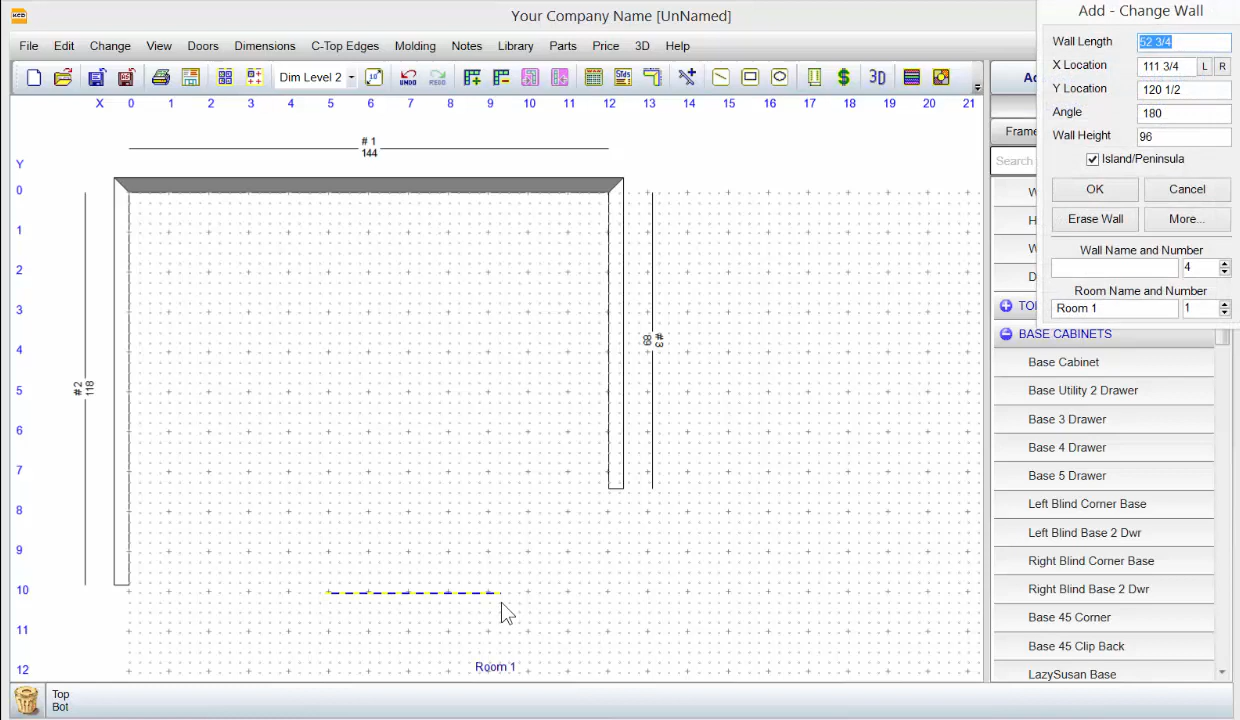 Your Company Name [UnNamed]
File Edit Change View Doors Dimensions C-Top Edges Molding Notes Library Parts Price 3D Help
Dim Level 2
UNDO
REDO
Stds
$
3D
X 0 1 2 3 4 5 6 7 8 9 10 11 12 13 14 15 16 17 18 19 20 21
Y
0
1
2
3
4
5
6
7
8
9
10
11
12
# 1
144
# 2
118
# 3
89
Room 1
Top
Bot
Add - Change Wall
Wall Length 52 3/4
X Location 111 3/4 L R
Y Location 120 1/2
Angle 180
Wall Height 96
Island/Peninsula
OK Cancel
Erase Wall More...
Wall Name and Number
4
Room Name and Number
Room 1 1
Ad
Frame
Search
W
H
W
D
TO
BASE CABINETS
Base Cabinet
Base Utility 2 Drawer
Base 3 Drawer
Base 4 Drawer
Base 5 Drawer
Left Blind Corner Base
Left Blind Base 2 Dwr
Right Blind Corner Base
Right Blind Base 2 Dwr
Base 45 Corner
Base 45 Clip Back
LazySusan Base